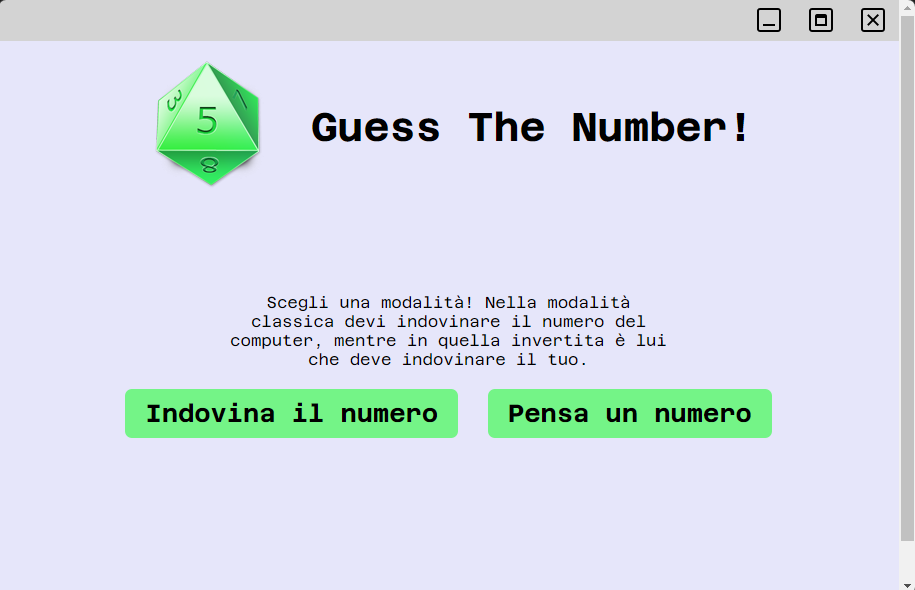 3
5
1
8
Guess The Number!
Scegli una modalità! Nella modalità
classica devi indovinare il numero del
computer, mentre in quella invertita è lui
che deve indovinare il tuo.
Indovina il numero
Pensa un numero